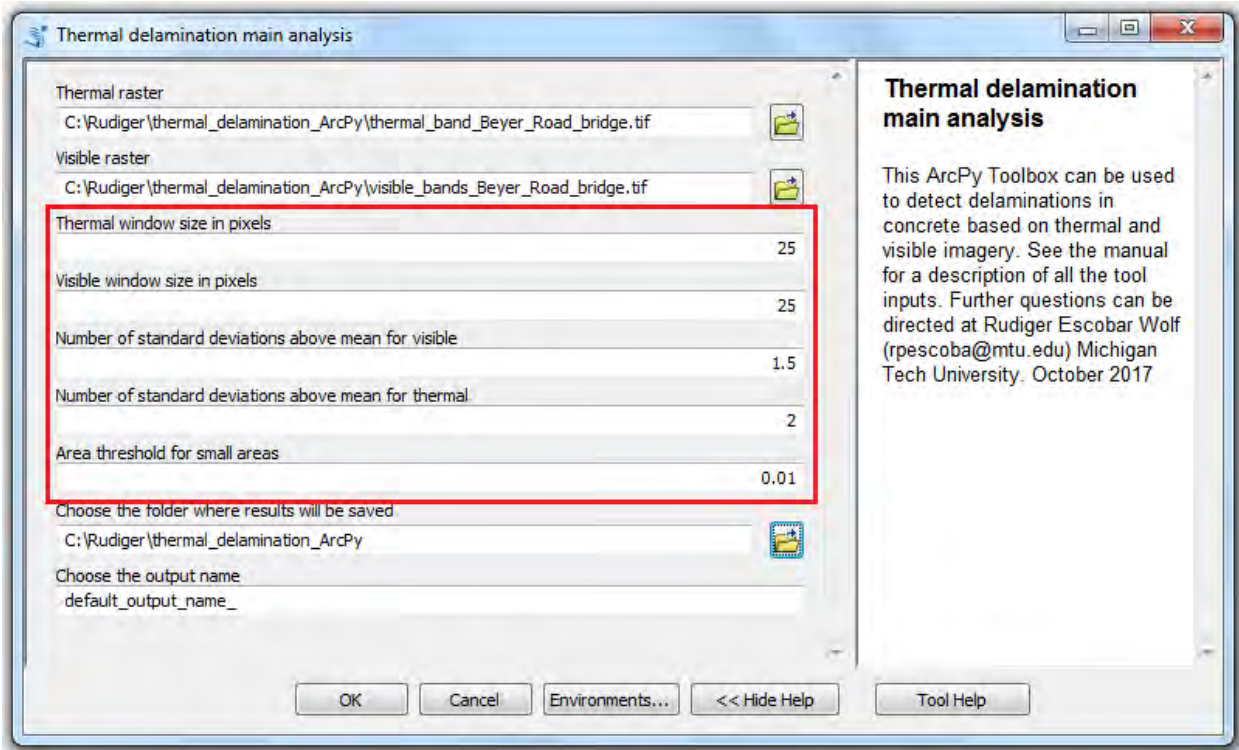 Thermal delamination main analysis
Thermal raster
C:\Rudiger\thermal_delamination_ArcPy\thermal_band_Beyer_Road_bridge.tif
Visible raster
C:\Rudiger\thermal_delamination_ArcPy\visible_bands_Beyer_Road_bridge.tif
Thermal window size in pixels
25
Visible window size in pixels
25
Number of standard deviations above mean for visible
1.5
Number of standard deviations above mean for thermal
2
Area threshold for small areas
0.01
Choose the folder where results will be saved
C:\Rudiger\thermal_delamination_ArcPy
Choose the output name
default_output_name_
OK
Cancel
Environments...
<< Hide Help
Thermal delamination
main analysis
This ArcPy Toolbox can be used
to detect delaminations in
concrete based on thermal and
visible imagery. See the manual
for a description of all the tool
inputs. Further questions can be
directed at Rudiger Escobar Wolf
(rpescoba@mtu.edu) Michigan
Tech University. October 2017
Tool Help